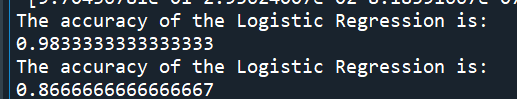 The accuracy of the Logistic Regression is:
0.9833333333333333
The accuracy of the Logistic Regression is:
0.8666666666666667